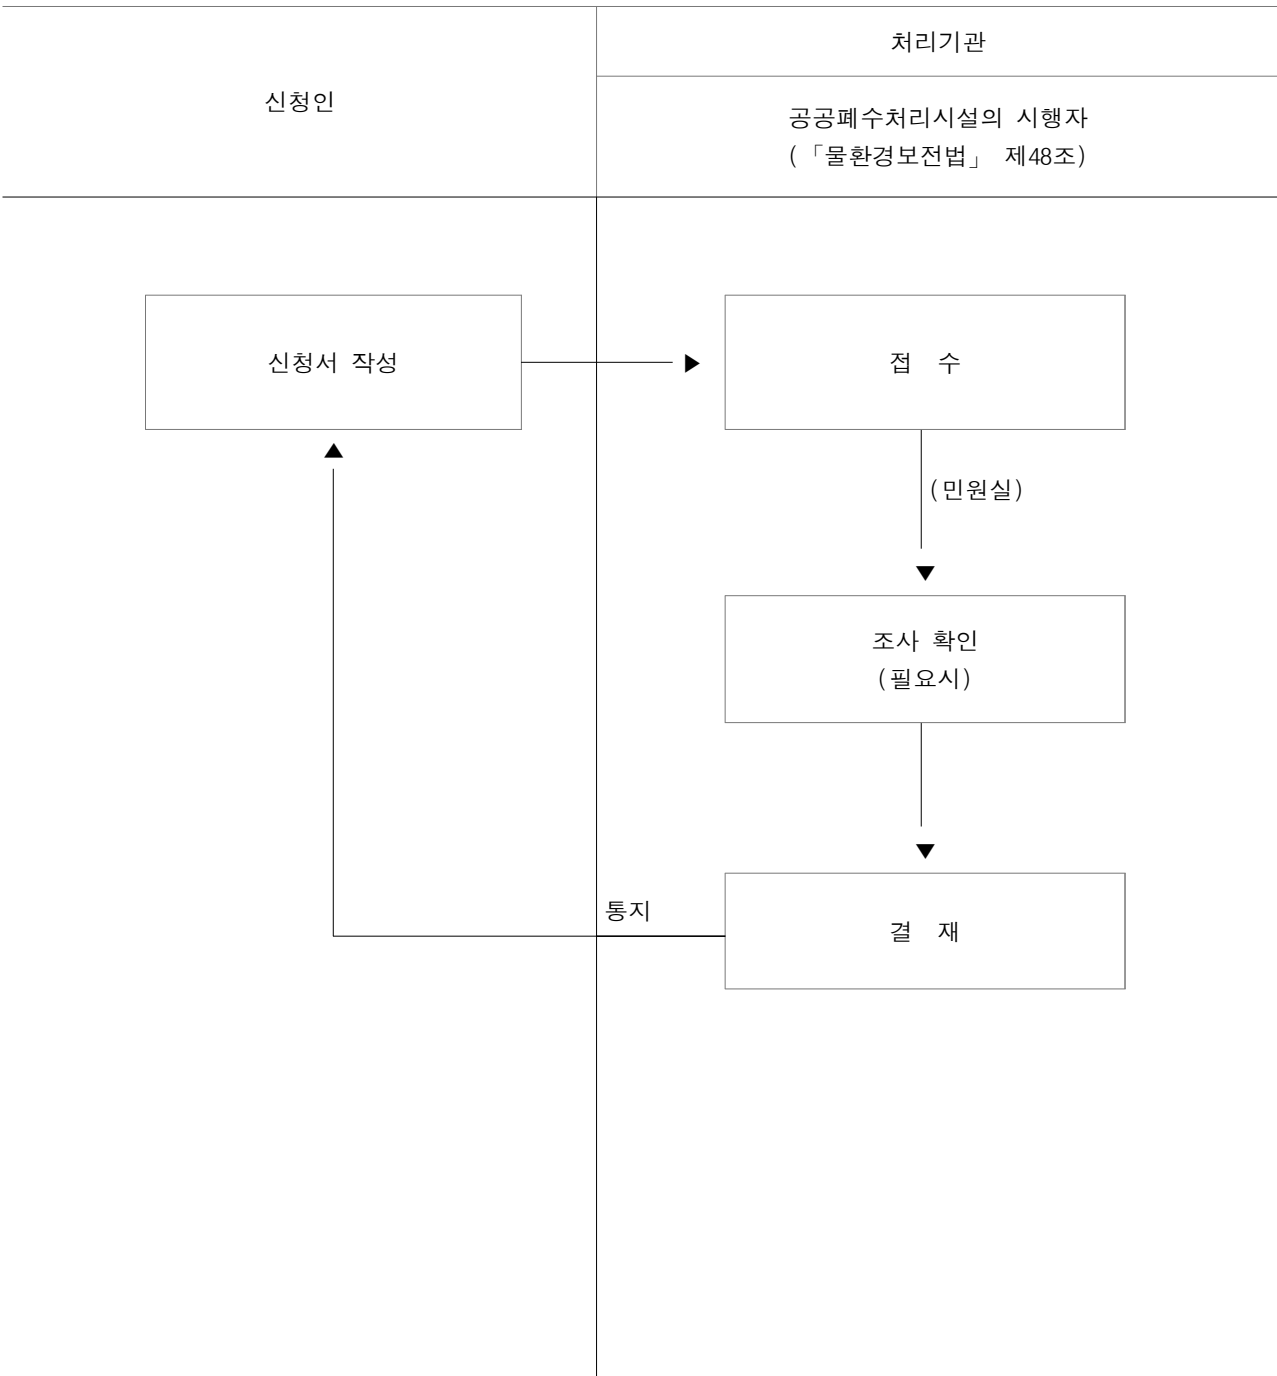 신청인
처리기관
공공폐수처리시설의 시행자
(「물환경보전법」 제48조)
신청서 작성
접 수
(민원실)
조사 확인
(필요시)
통지
결 재